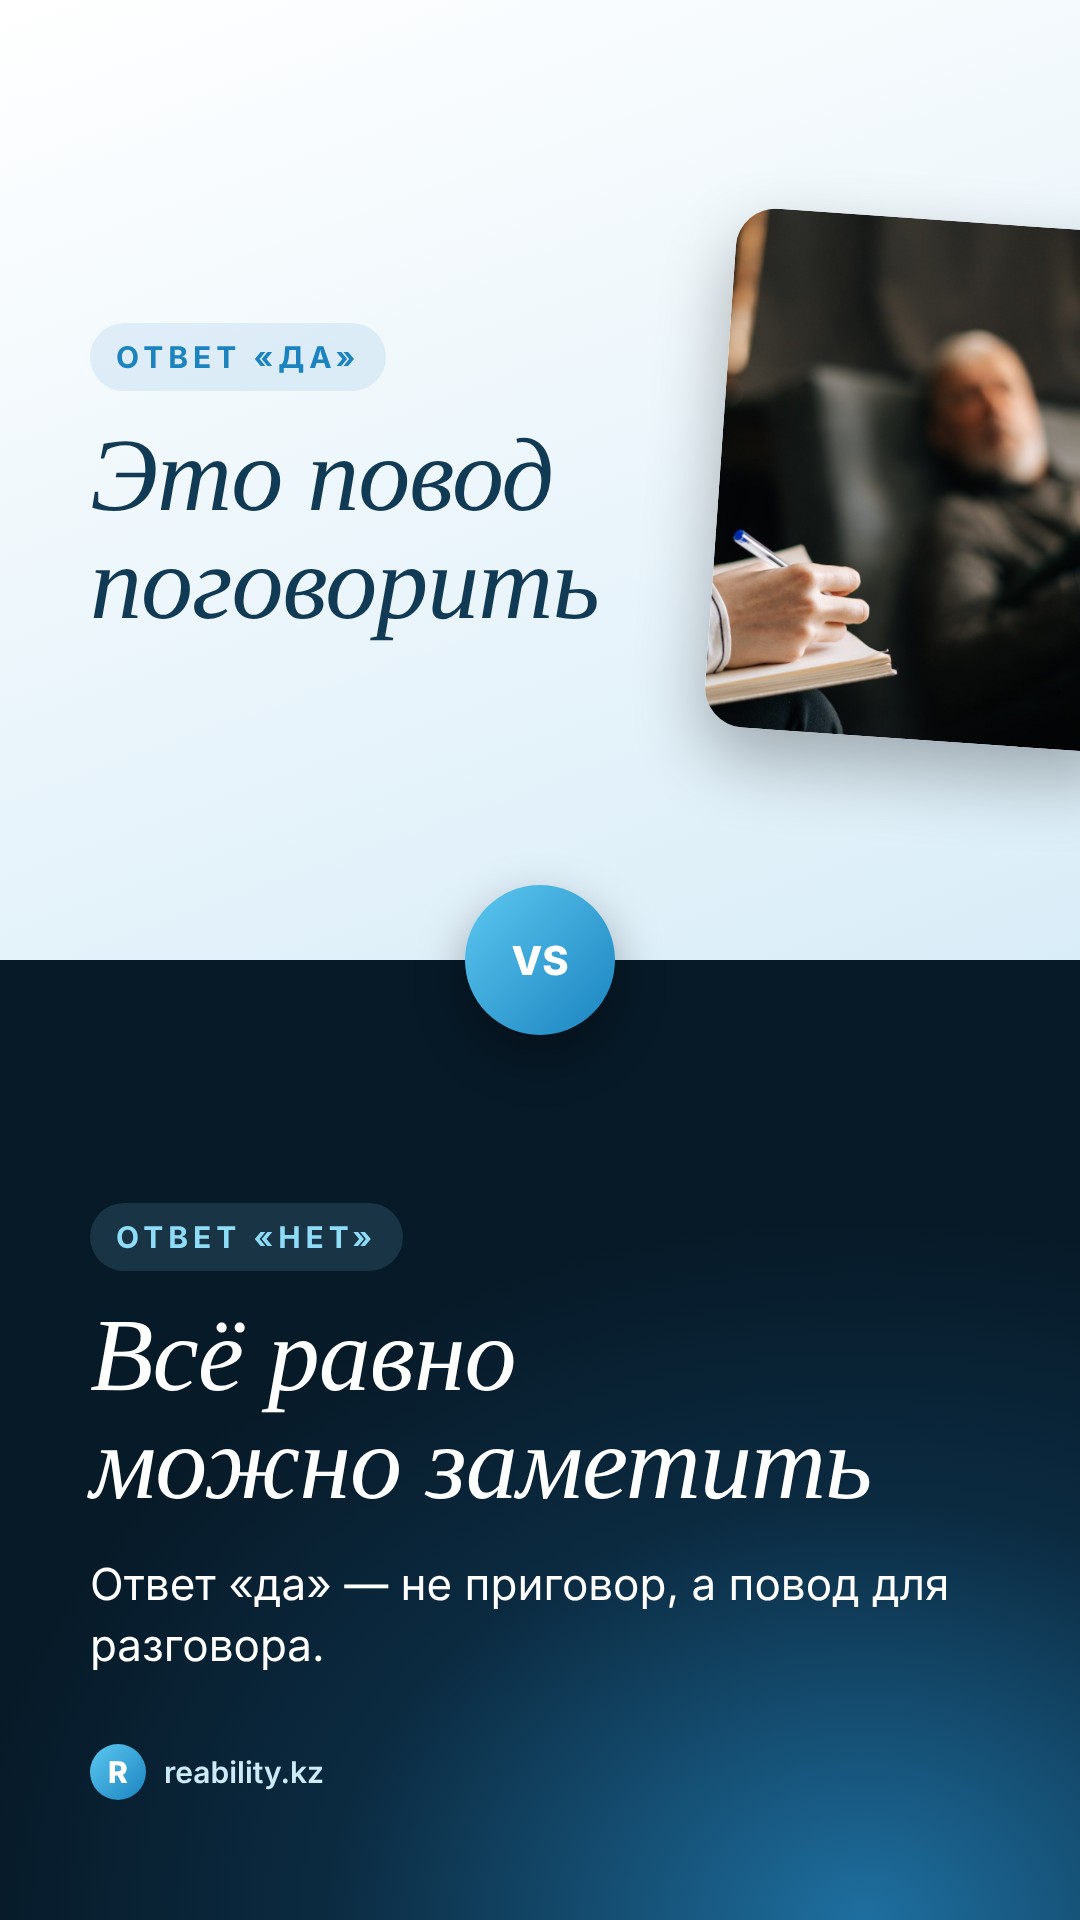 ОТВЕТ «ДА»
Это повод
поговорить
VS
ОТВЕТ «НЕТ»
Всё равно
можно заметить
Ответ «да» — не приговор, а повод для
разговора.
R reability.kz